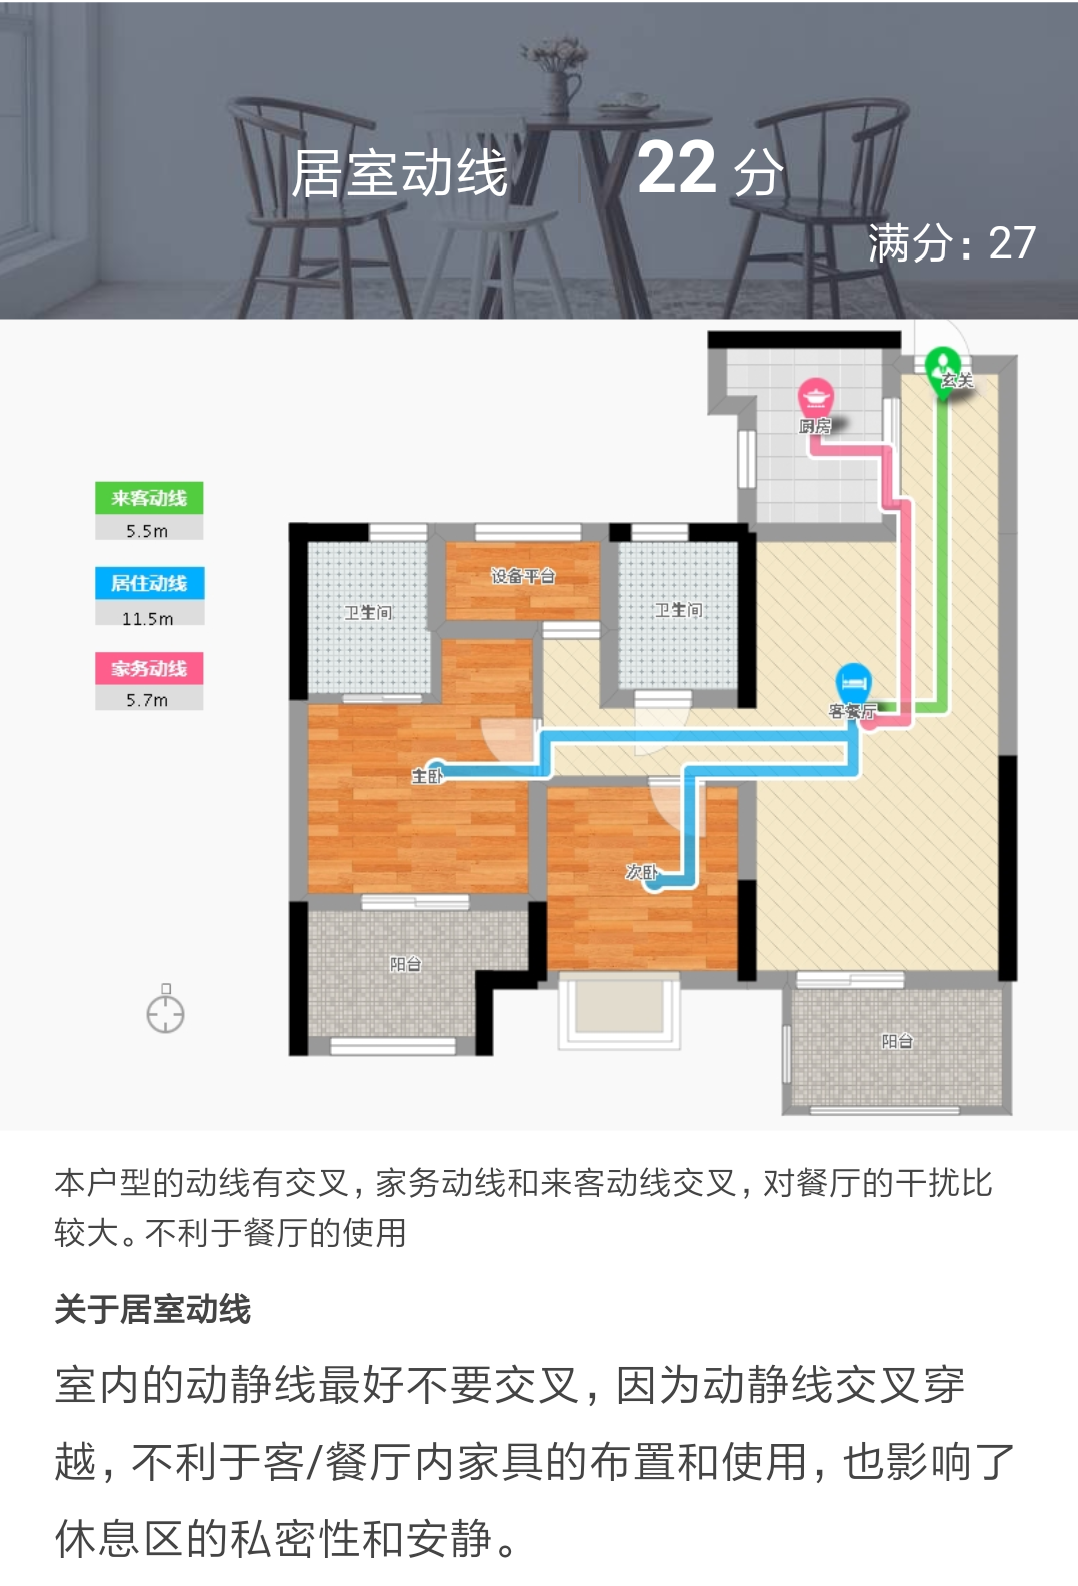 居室动线 22 分
满分：27
玄关
厨房
来客动线
5.5m
居住动线
11.5m
家务动线
5.7m
设备平台
卫生间
卫生间
客餐厅
主卧
次卧
阳台
阳台
本户型的动线有交叉，家务动线和来客动线交叉，对餐厅的干扰比
较大。不利于餐厅的使用
关于居室动线
室内的动静线最好不要交叉，因为动静线交叉穿
越，不利于客/餐厅内家具的布置和使用，也影响了
休息区的私密性和安静。